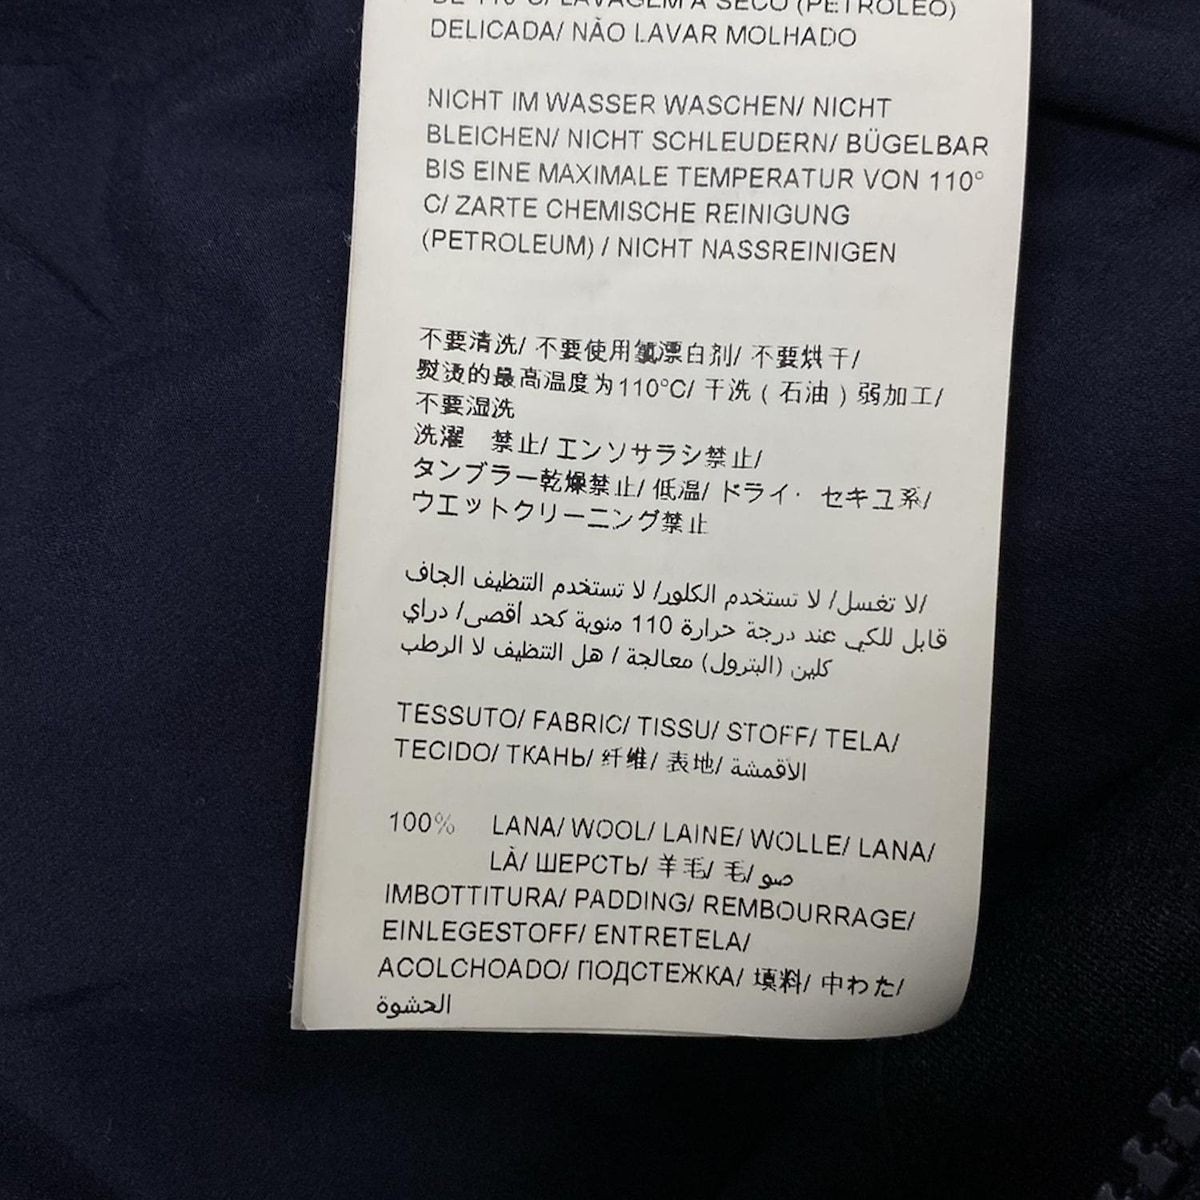 DE 110°C/ LAVAGEM A SECO (PETRÓLEO)
DELICADA/ NÃO LAVAR MOLHADO
NICHT IM WASSER WASCHEN/ NICHT
BLEICHEN/ NICHT SCHLEUDERN/ BÜGELBAR
BIS EINE MAXIMALE TEMPERATUR VON 110°
C/ ZARTE CHEMISCHE REINIGUNG
(PETROLEUM) / NICHT NASSREINIGEN
不要清洗/ 不要使用氯漂白剂/ 不要烘干/
熨烫的最高温度为110°C/ 干洗 ( 石油 ) 弱加工/
不要湿洗
洗濯 禁止/ エンソサラシ禁止/
タンブラー乾燥禁止/ 低温/ ドライ· セキユ系/
ウエットクリーニング禁止
لا تغسل/ لا تستخدم الكلور/ لا تستخدم التنظيف الجاف/
قابل للكي عند درجة حرارة 110 مئوية كحد أقصى/ دراي
كلين (البترول) معالجة / هل التنظيف لا الرطب
TESSUTO/ FABRIC/ TISSU/ STOFF/ TELA/
TECIDO/ ТКАНЬ/ 纤维/ 表地/ الأقمشة
100% LANA/ WOOL/ LAINE/ WOLLE/ LANA/
LÀ/ ШЕРСТЬ/ 羊毛/ 毛/ صو
IMBOTTITURA/ PADDING/ REMBOURRAGE/
EINLEGESTOFF/ ENTRETELA/
ACOLCHOADO/ ПОДСТЕЖКА/ 填料/ 中わた/
الحشوة